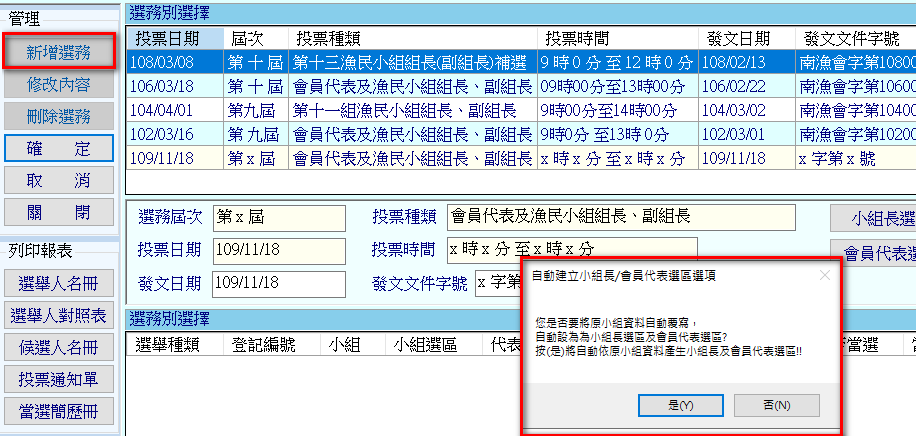 管理
新增選務
修改內容
刪除選務
確　定
取　消
關　閉
列印報表
選舉人名冊
選舉人對照表
候選人名冊
投票通知單
當選簡歷冊
選務別選擇
投票日期 屆次 投票種類 投票時間 發文日期 發文文件字號
108/03/08 第十屆 第十三漁民小組組長(副組長)補選 9時0分至12時0分 108/02/13 南漁會字第10800
106/03/18 第十屆 會員代表及漁民小組組長、副組長 09時00分至13時00分 106/02/22 南漁會字第10600
104/04/01 第九屆 第十一組漁民小組組長、副組長 9時00分至14時00分 104/03/02 南漁會字第10400
102/03/16 第九屆 會員代表及漁民小組組長、副組長 9時0分至13時0分 102/03/01 南漁會字第10200
109/11/18 第x屆 會員代表及漁民小組組長、副組長 x時x分至x時x分 109/11/18 x字第x號
選務屆次 第x屆 投票種類 會員代表及漁民小組組長、副組長 小組長選
投票日期 109/11/18 投票時間 x時x分至x時x分 會員代表選
發文日期 109/11/18 發文文件字號 x字第
選務別選擇
選舉種類 登記編號 小組 小組選區 代表 當選
自動建立小組長/會員代表選區選項
您是否要將原小組資料自動覆寫，
自動設為為小組長選區及會員代表選區?
按(是)將自動依原小組資料產生小組長及會員代表選區!!
是(Y) 否(N)